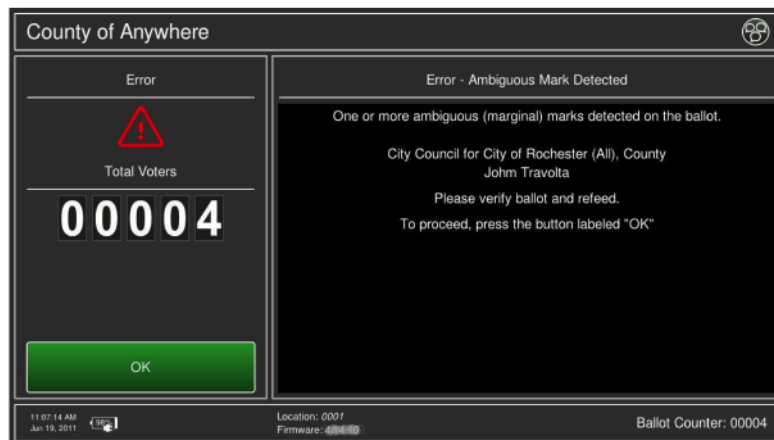 County of Anywhere
Error
Total Voters
00004
OK
Error - Ambiguous Mark Detected
One or more ambiguous (marginal) marks detected on the ballot.
City Council for City of Rochester (All), County
Johm Travolta
Please verify ballot and refeed.
To proceed, press the button labeled "OK"
11:07:14 AM
Jun 19, 2011
98%
Location: 0001
Firmware:
Ballot Counter: 00004